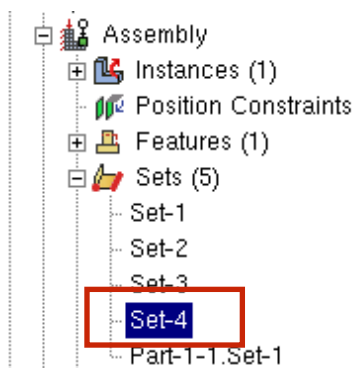 Assembly
Instances (1)
Position Constraints
Features (1)
Sets (5)
Set-1
Set-2
Set-3
Set-4
Part-1-1.Set-1